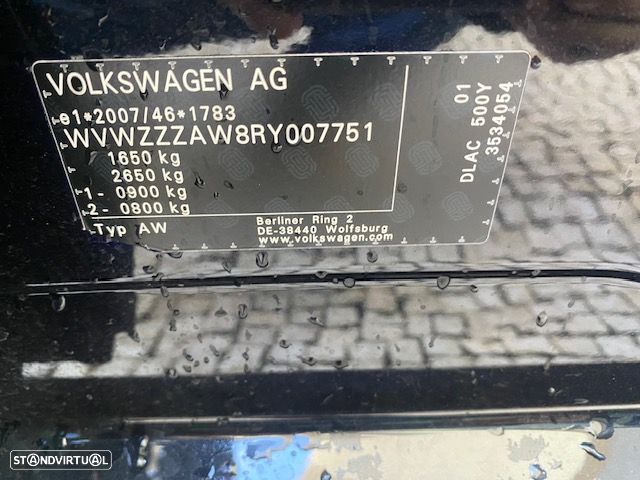 VOLKSWAGEN AG
e1*2007/46*1783
WVWZZZAW8RY007751
1650 kg
2650 kg
1- 0900 kg
2- 0800 kg
Typ AW
Berliner Ring 2
DE-38440 Wolfsburg
www.volkswagen.com
01
DLAC 500Y
3534054
STANDVIRTUAL